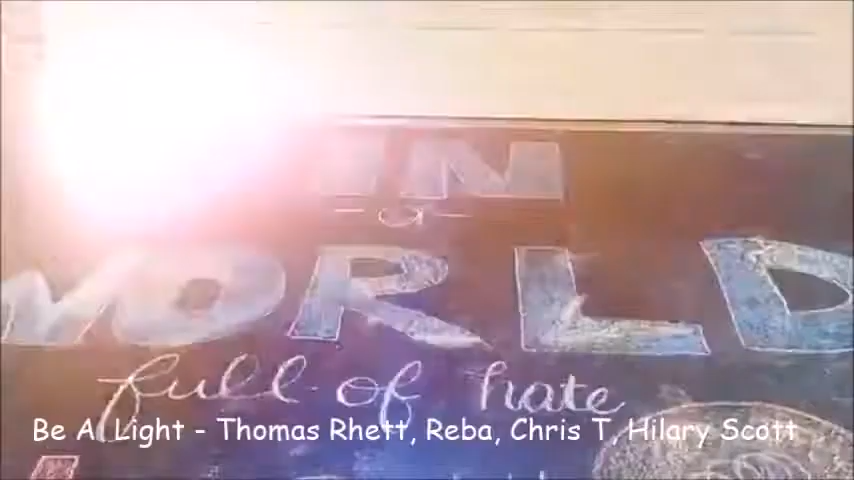 IN
a
WORLD
full of hate
Be A Light - Thomas Rhett, Reba, Chris T, Hilary Scott